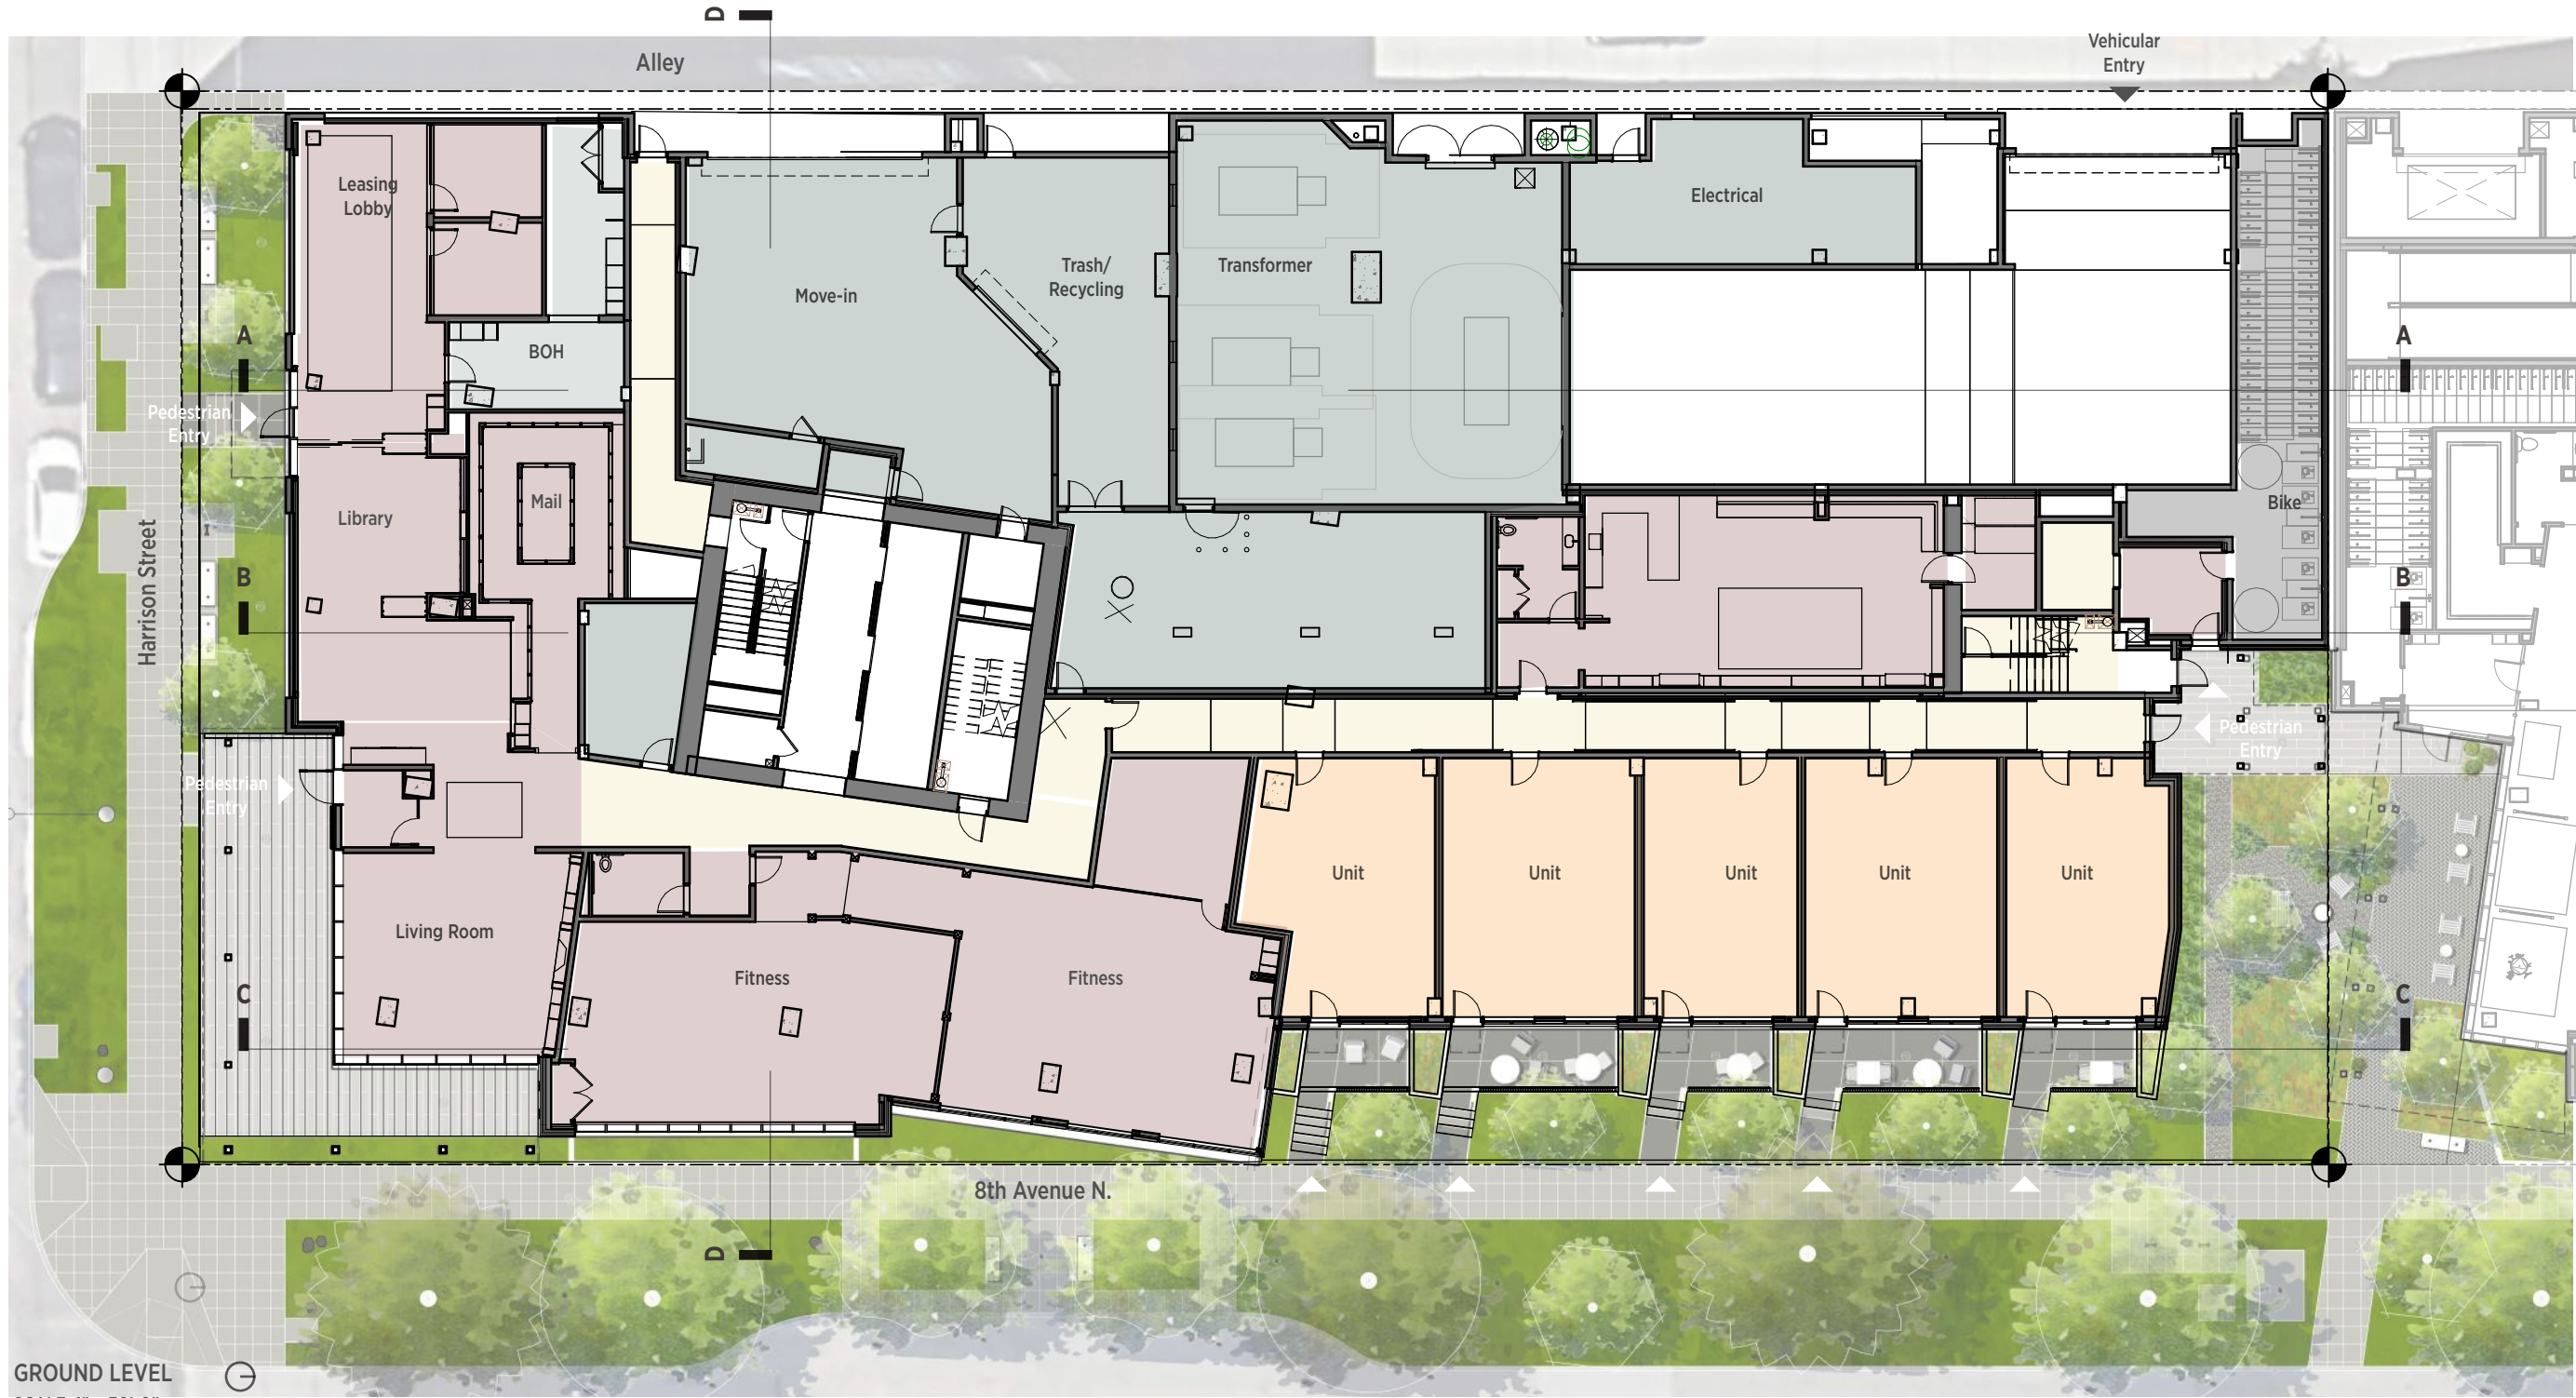 D
Alley
Vehicular
Entry
Leasing
Lobby
Electrical
Trash/
Recycling
Transformer
Move-in
A
A
BOH
Pedestrian
Entry
Mail
Library
Bike
Harrison Street
B
B
Pedestrian
Entry
Pedestrian
Entry
Unit
Unit
Unit
Unit
Unit
Living Room
Fitness
Fitness
C
C
8th Avenue N.
D
GROUND LEVEL